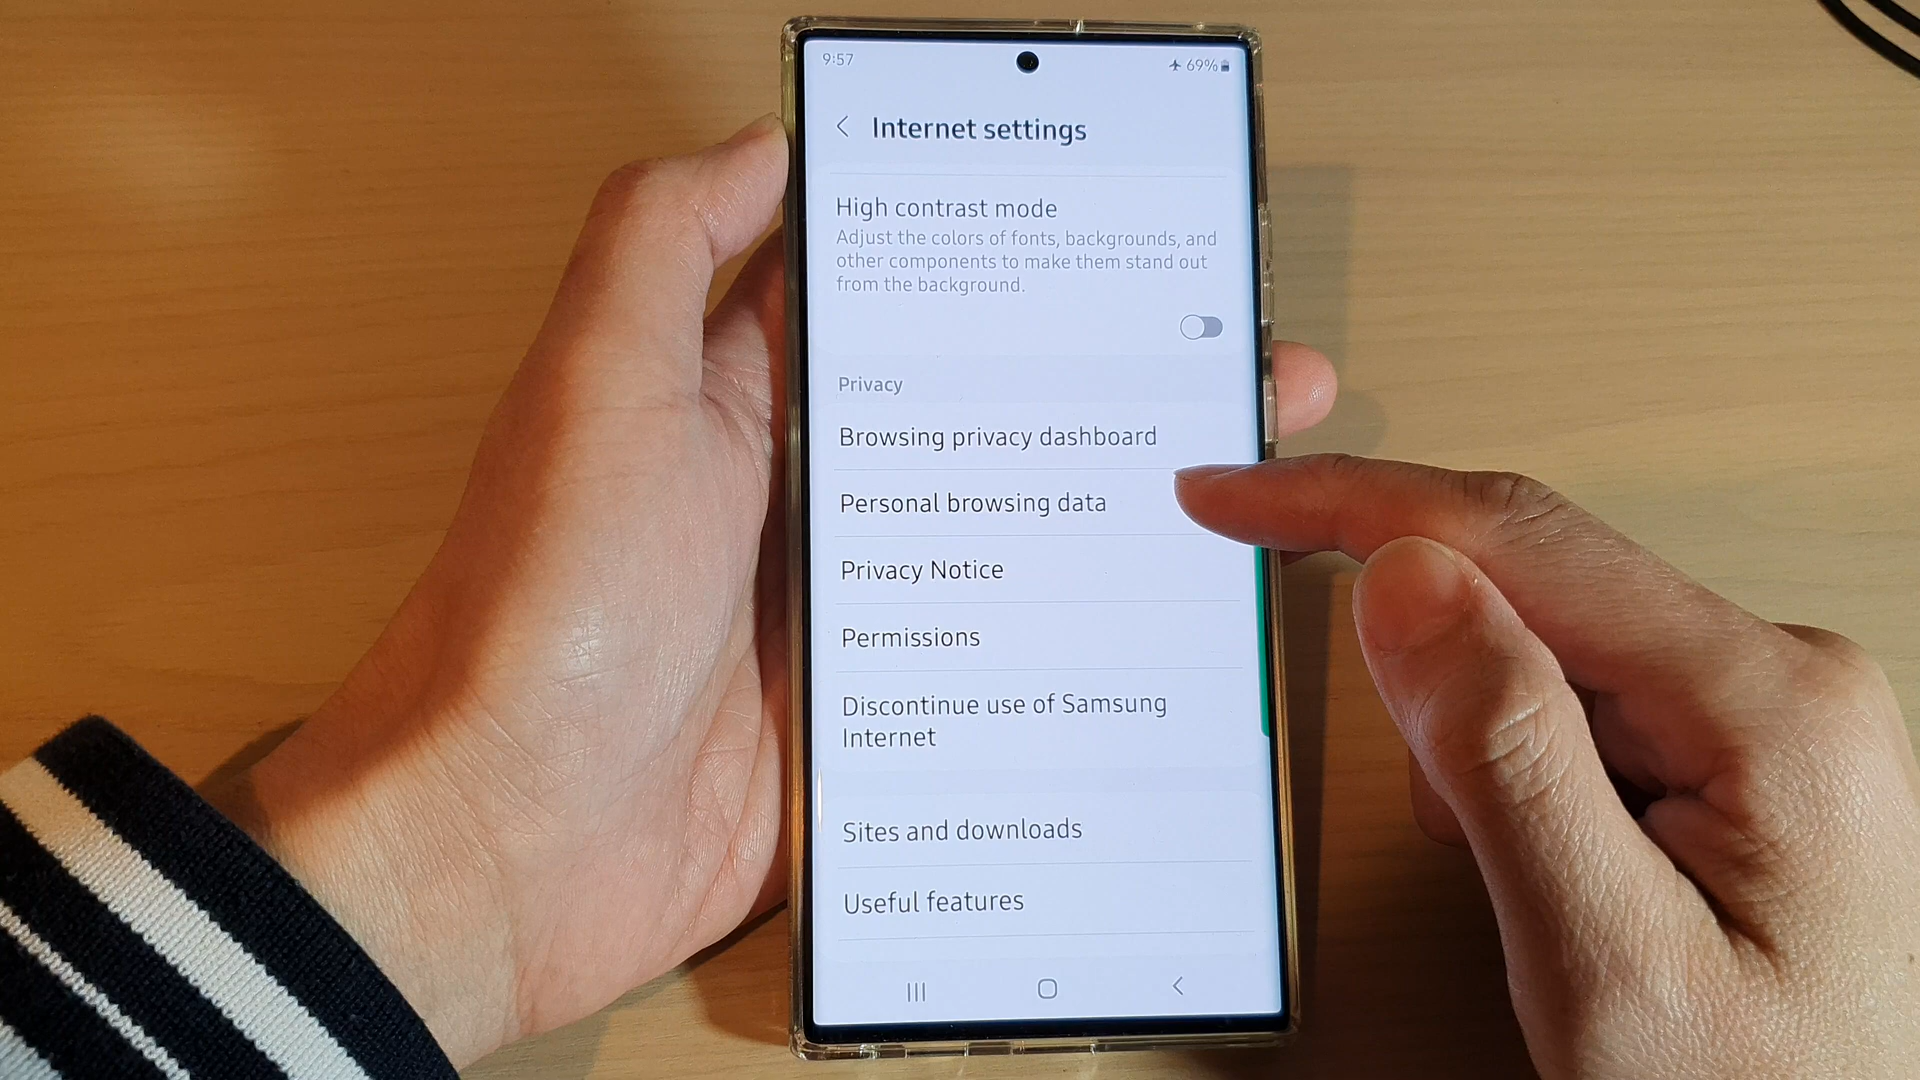 9:57
69%
Internet settings
High contrast mode
Adjust the colors of fonts, backgrounds, and
other components to make them stand out
from the background.
Privacy
Browsing privacy dashboard
Personal browsing data
Privacy Notice
Permissions
Discontinue use of Samsung
Internet
Sites and downloads
Useful features